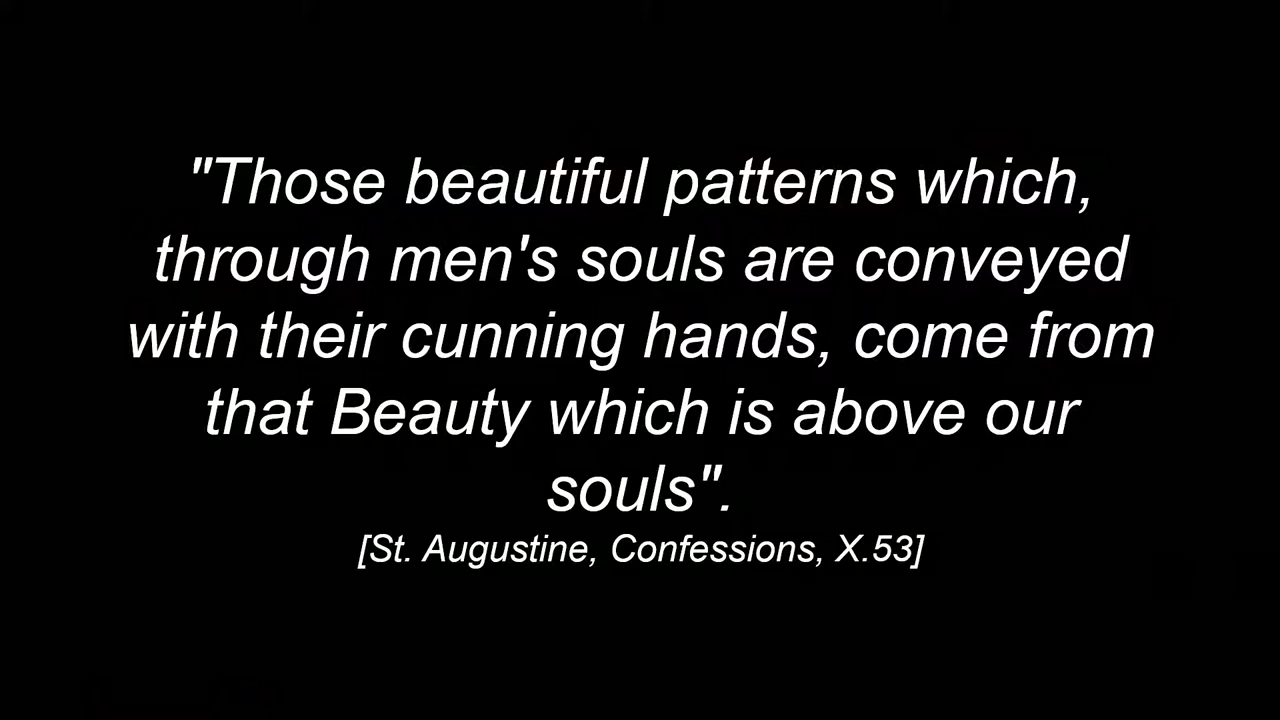 "Those beautiful patterns which,
through men's souls are conveyed
with their cunning hands, come from
that Beauty which is above our
souls".
[St. Augustine, Confessions, X.53]